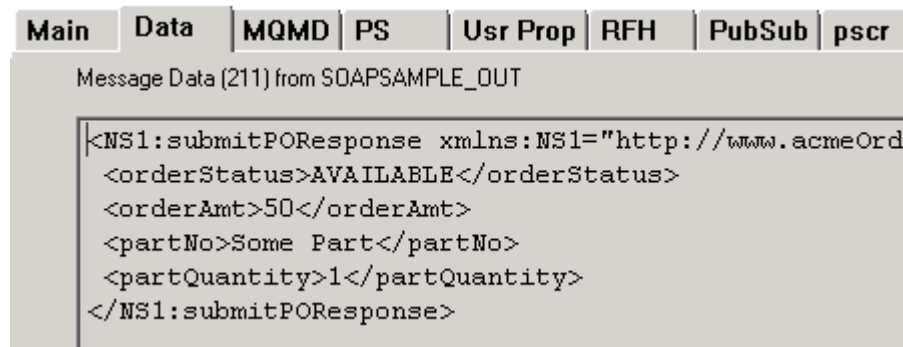 Main Data MQMD PS Usr Prop RFH PubSub pscr
Message Data (211) from SOAPSAMPLE_OUT
<NS1:submitPOResponse xmlns:NS1="http://www.acmeOrd
<orderStatus>AVAILABLE</orderStatus>
<orderAmt>50</orderAmt>
<partNo>Some Part</partNo>
<partQuantity>1</partQuantity>
</NS1:submitPOResponse>